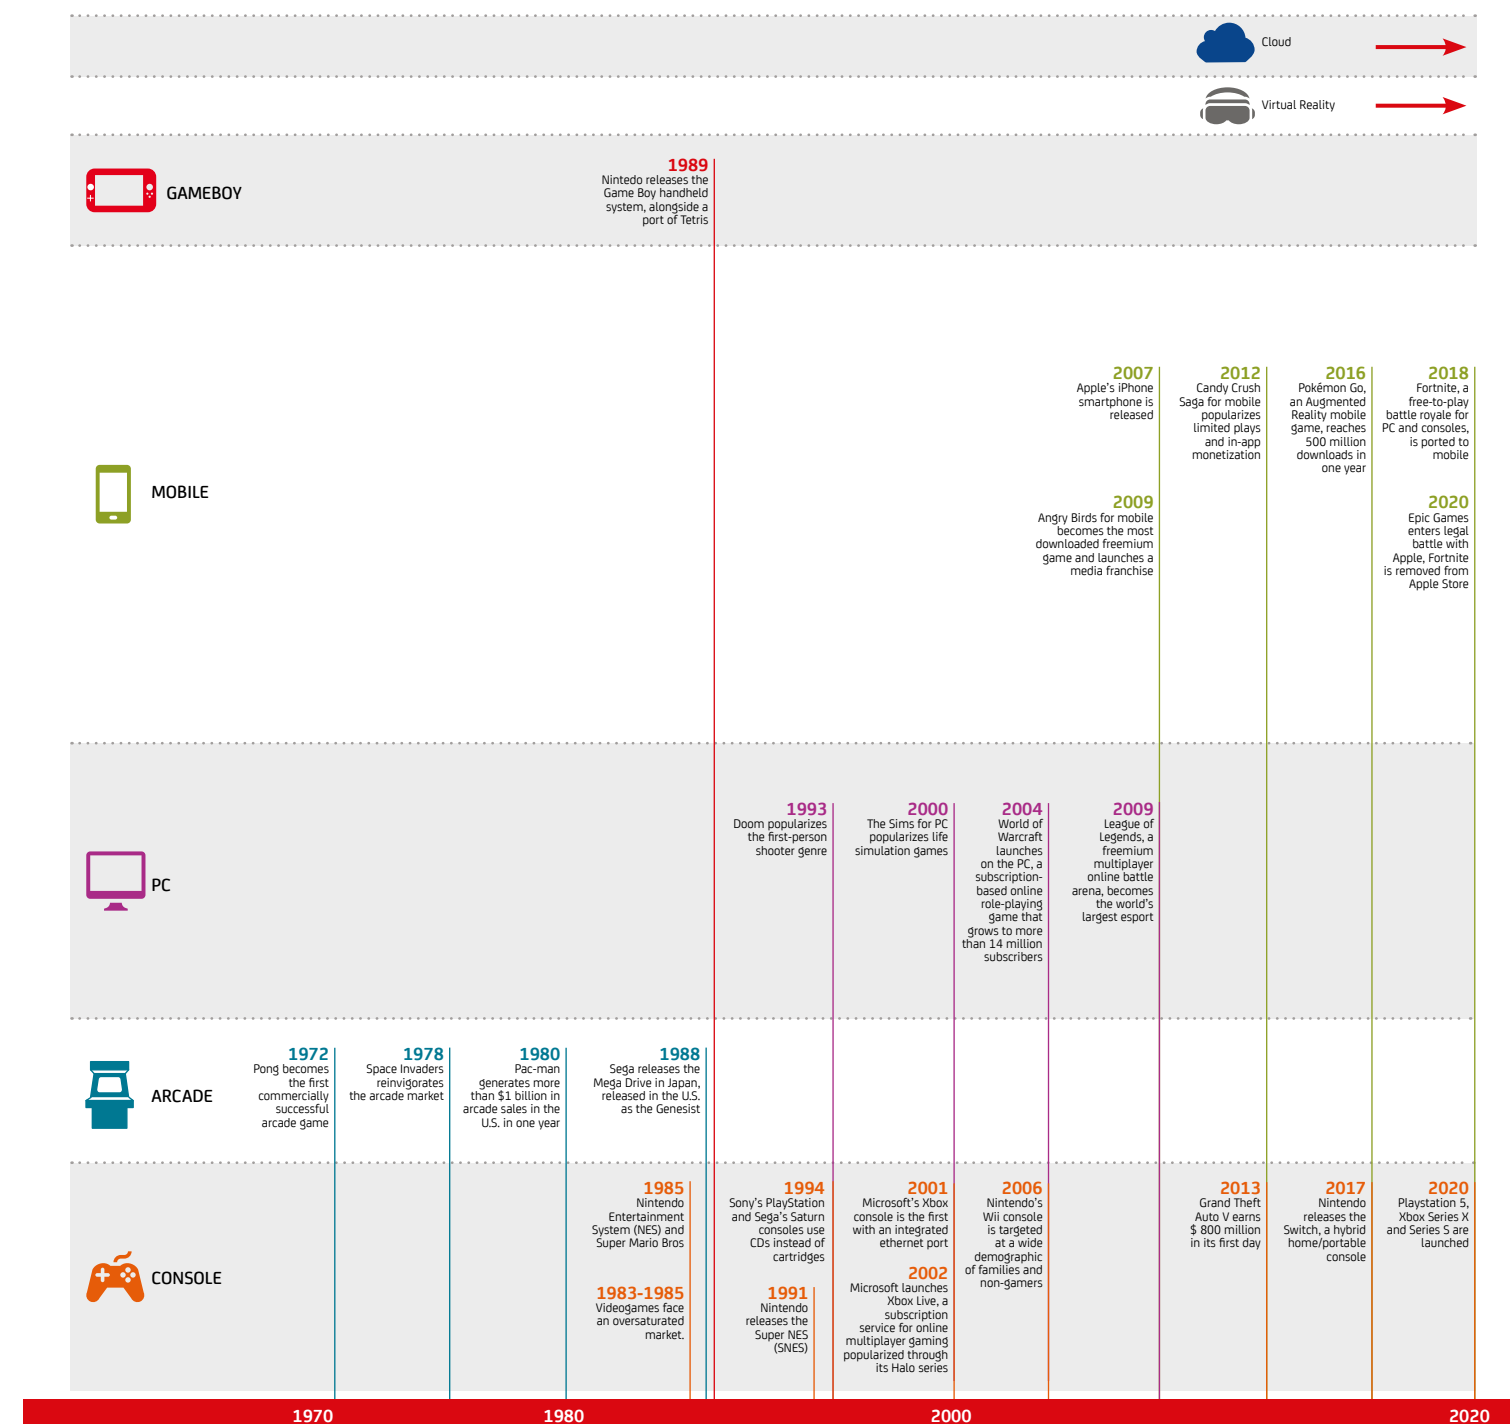 Cloud
Virtual Reality
GAMEBOY
1989
Nintedo releases the
Game Boy handheld
system, alongside a
port of Tetris
MOBILE
2007
Apple's iPhone
smartphone is
released
2009
Angry Birds for mobile
becomes the most
downloaded freemium
game and launches a
media franchise
2012
Candy Crush
Saga for mobile
popularizes
limited plays
and in-app
monetization
2016
Pokémon Go,
an Augmented
Reality mobile
game, reaches
500 million
downloads in
one year
2018
Fortnite, a
free-to-play
battle royale for
PC and consoles,
is ported to
mobile
2020
Epic Games
enters legal
battle with
Apple, Fortnite
is removed from
Apple Store
PC
1993
Doom popularizes
the first-person
shooter genre
2000
The Sims for PC
popularizes life
simulation games
2004
World of
Warcraft
launches
on the PC, a
subscription-
based online
role-playing
game that
grows to more
than 14 million
subscribers
2009
League of
Legends, a
freemium
multiplayer
online battle
arena, becomes
the world's
largest esport
ARCADE
1972
Pong becomes
the first
commercially
successful
arcade game
1978
Space Invaders
reinvigorates
the arcade market
1980
Pac-man
generates more
than $1 billion in
arcade sales in the
U.S. in one year
1988
Sega releases the
Mega Drive in Japan,
released in the U.S.
as the Genesist
CONSOLE
1985
Nintendo
Entertainment
System (NES) and
Super Mario Bros
1983-1985
Videogames face
an oversaturated
market.
1994
Sony's PlayStation
and Sega's Saturn
consoles use
CDs instead of
cartridges
1991
Nintendo
releases the
Super NES
(SNES)
2001
Microsoft's Xbox
console is the first
with an integrated
ethernet port
2002
Microsoft launches
Xbox Live, a
subscription
service for online
multiplayer gaming
popularized through
its Halo series
2006
Nintendo's
Wii console
is targeted
at a wide
demographic
of families and
non-gamers
2013
Grand Theft
Auto V earns
$ 800 million
in its first day
2017
Nintendo
releases the
Switch, a hybrid
home/portable
console
2020
Playstation 5,
Xbox Series X
and Series S are
launched
1970
1980
2000
2020